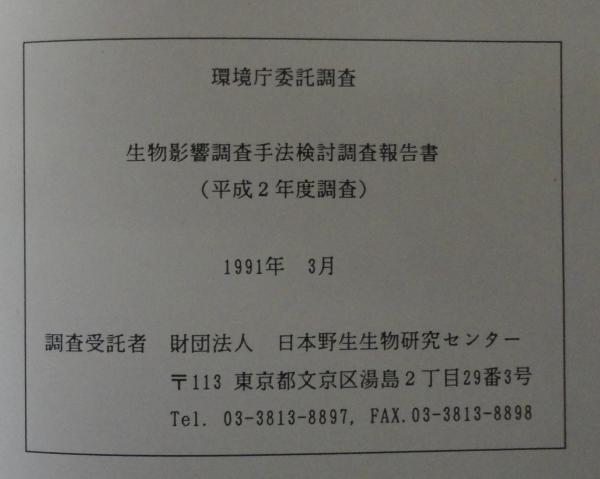 環境庁委託調査
生物影響調査手法検討調査報告書
（平成２年度調査）
1991年　3月
調査受託者　財団法人　日本野生生物研究センター
〒113 東京都文京区湯島２丁目29番3号
Tel. 03-3813-8897, FAX.03-3813-8898